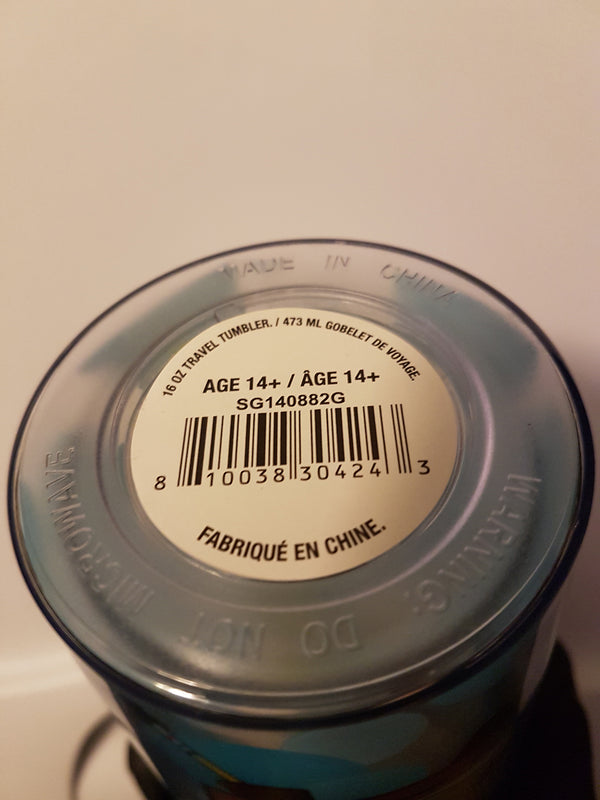 MADE IN CHINA
16 OZ TRAVEL TUMBLER. / 473 ML GOBELET DE VOYAGE.
AGE 14+ / ÂGE 14+
SG140882G
8 10038 30424 3
FABRIQUÉ EN CHINE.
WARNING: DO NOT MICROWAVE